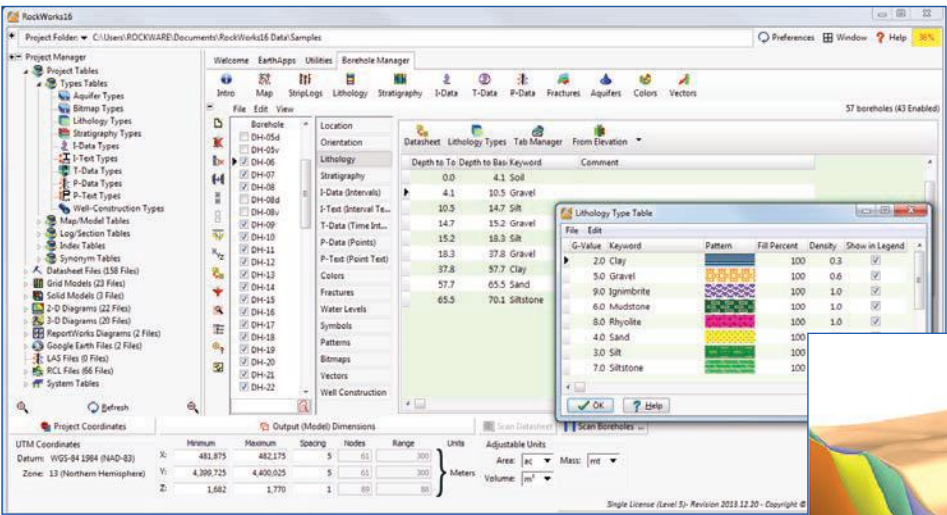 RockWorks16
Project Folder: C:\Users\ROCKWARE\Documents\RockWorks16 Data\Samples
Preferences Window Help 36%
Project Manager
Project Tables
Types Tables
Aquifer Types
Bitmap Types
Lithology Types
Stratigraphy Types
I-Data Types
I-Text Types
T-Data Types
P-Data Types
P-Text Types
Well-Construction Types
Map/Model Tables
Log/Section Tables
Index Tables
Synonym Tables
Datasheet Files (158 Files)
Grid Models (23 Files)
Solid Models (3 Files)
2-D Diagrams (22 Files)
3-D Diagrams (20 Files)
ReportWorks Diagrams (2 Files)
Google Earth Files (2 Files)
LAS Files (0 Files)
RCL Files (66 Files)
System Tables
Refresh
Welcome EarthApps Utilities Borehole Manager
Intro Map StripLogs Lithology Stratigraphy I-Data T-Data P-Data Fractures Aquifers Colors Vectors
File Edit View
57 boreholes (43 Enabled)
Borehole
DH-05d
DH-05v
DH-06
DH-07
DH-08
DH-08d
DH-08v
DH-09
DH-10
DH-11
DH-12
DH-13
DH-14
DH-15
DH-16
DH-17
DH-18
DH-19
DH-20
DH-21
DH-22
Location
Orientation
Lithology
Stratigraphy
I-Data (Intervals)
I-Text (Interval Te...
T-Data (Time Int...
P-Data (Points)
P-Text (Point Text)
Colors
Fractures
Water Levels
Symbols
Patterns
Bitmaps
Vectors
Well Construction
Datasheet Lithology Types Tab Manager From Elevation
Depth to To Depth to Bas Keyword Comment
0.0 4.1 Soil
4.1 10.5 Gravel
10.5 14.7 Silt
14.7 15.2 Gravel
15.2 18.3 Silt
18.3 37.8 Gravel
37.8 57.7 Clay
57.7 65.5 Sand
65.5 70.1 Siltstone
Lithology Type Table
File Edit
G-Value Keyword Pattern Fill Percent Density Show in Legend
2.0 Clay 100 0.3
5.0 Gravel 100 0.6
9.0 Ignimbrite 100 1.0
6.0 Mudstone 100 1.0
8.0 Rhyolite 100 1.0
4.0 Sand 100
3.0 Silt 100
7.0 Siltstone 100
OK Help
Project Coordinates
Output (Model) Dimensions
Scan Datasheet
Scan Boreholes ...
UTM Coordinates
Datum: WGS-84 1984 (NAD-83)
Zone: 13 (Northern Hemisphere)
Minimum Maximum Spacing Nodes Range Units
X: 481,875 482,175 5 61 300
Y: 4,399,725 4,400,025 5 61 300
Z: 1,682 1,770 1 89 88
Meters
Adjustable Units
Area: ac Mass: mt
Volume: m³
Single License (Level 5)- Revision 2013.12.20 - Copyright ©